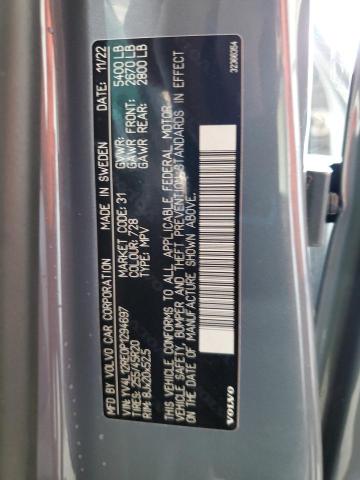 MFD BY VOLVO CAR CORPORATION MADE IN SWEDEN DATE: 11/22
VIN: YV4L12RE0P1294697 MARKET CODE: 31 GVWR: 5400 LB
TIRES: 255/45R20 COLOUR: 728 GAWR FRONT: 2670 LB
RIM: 8Jx20x52.5 TYPE: MPV GAWR REAR: 2800 LB
THIS VEHICLE CONFORMS TO ALL APPLICABLE FEDERAL MOTOR
VEHICLE SAFETY, BUMPER, AND THEFT PREVENTION STANDARDS IN EFFECT
ON THE DATE OF MANUFACTURE SHOWN ABOVE.
VOLVO 32366354